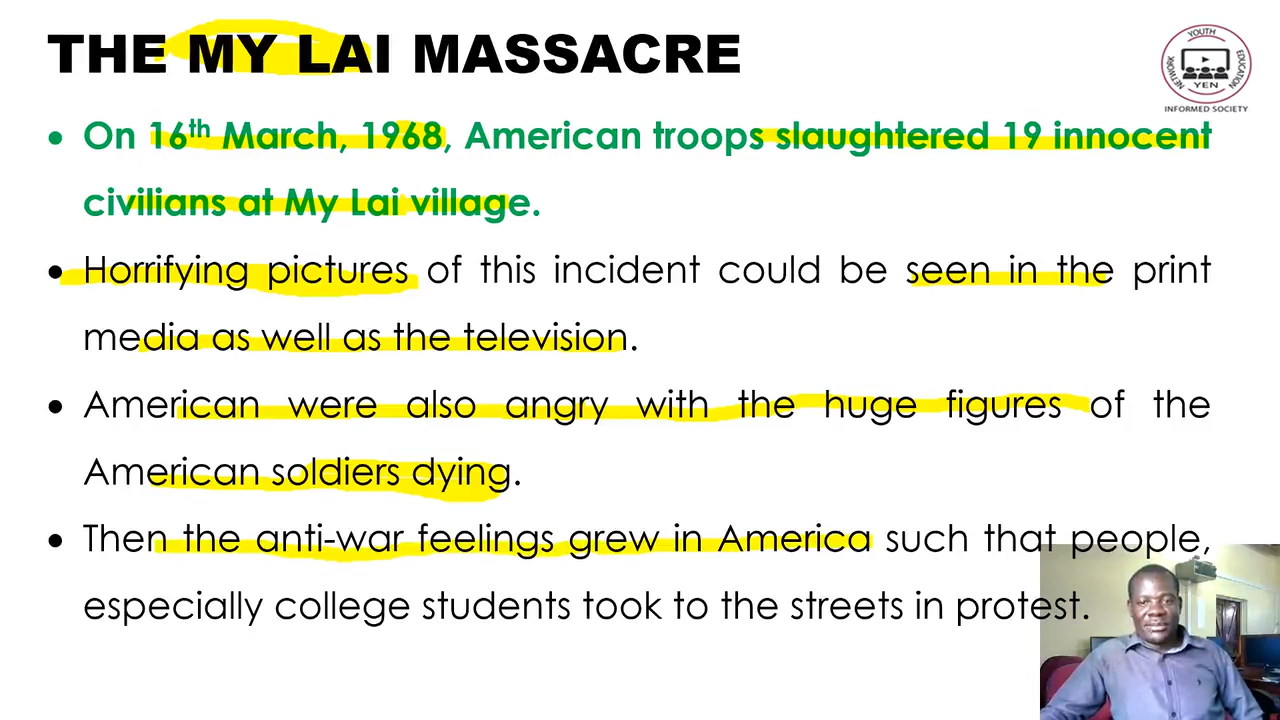 THE MY LAI MASSACRE
YOUTH EDUCATION NETWORK
YEN
INFORMED SOCIETY
• On 16th March, 1968, American troops slaughtered 19 innocent
civilians at My Lai village.
• Horrifying pictures of this incident could be seen in the print
media as well as the television.
• American were also angry with the huge figures of the
American soldiers dying.
• Then the anti-war feelings grew in America such that people,
especially college students took to the streets in protest.